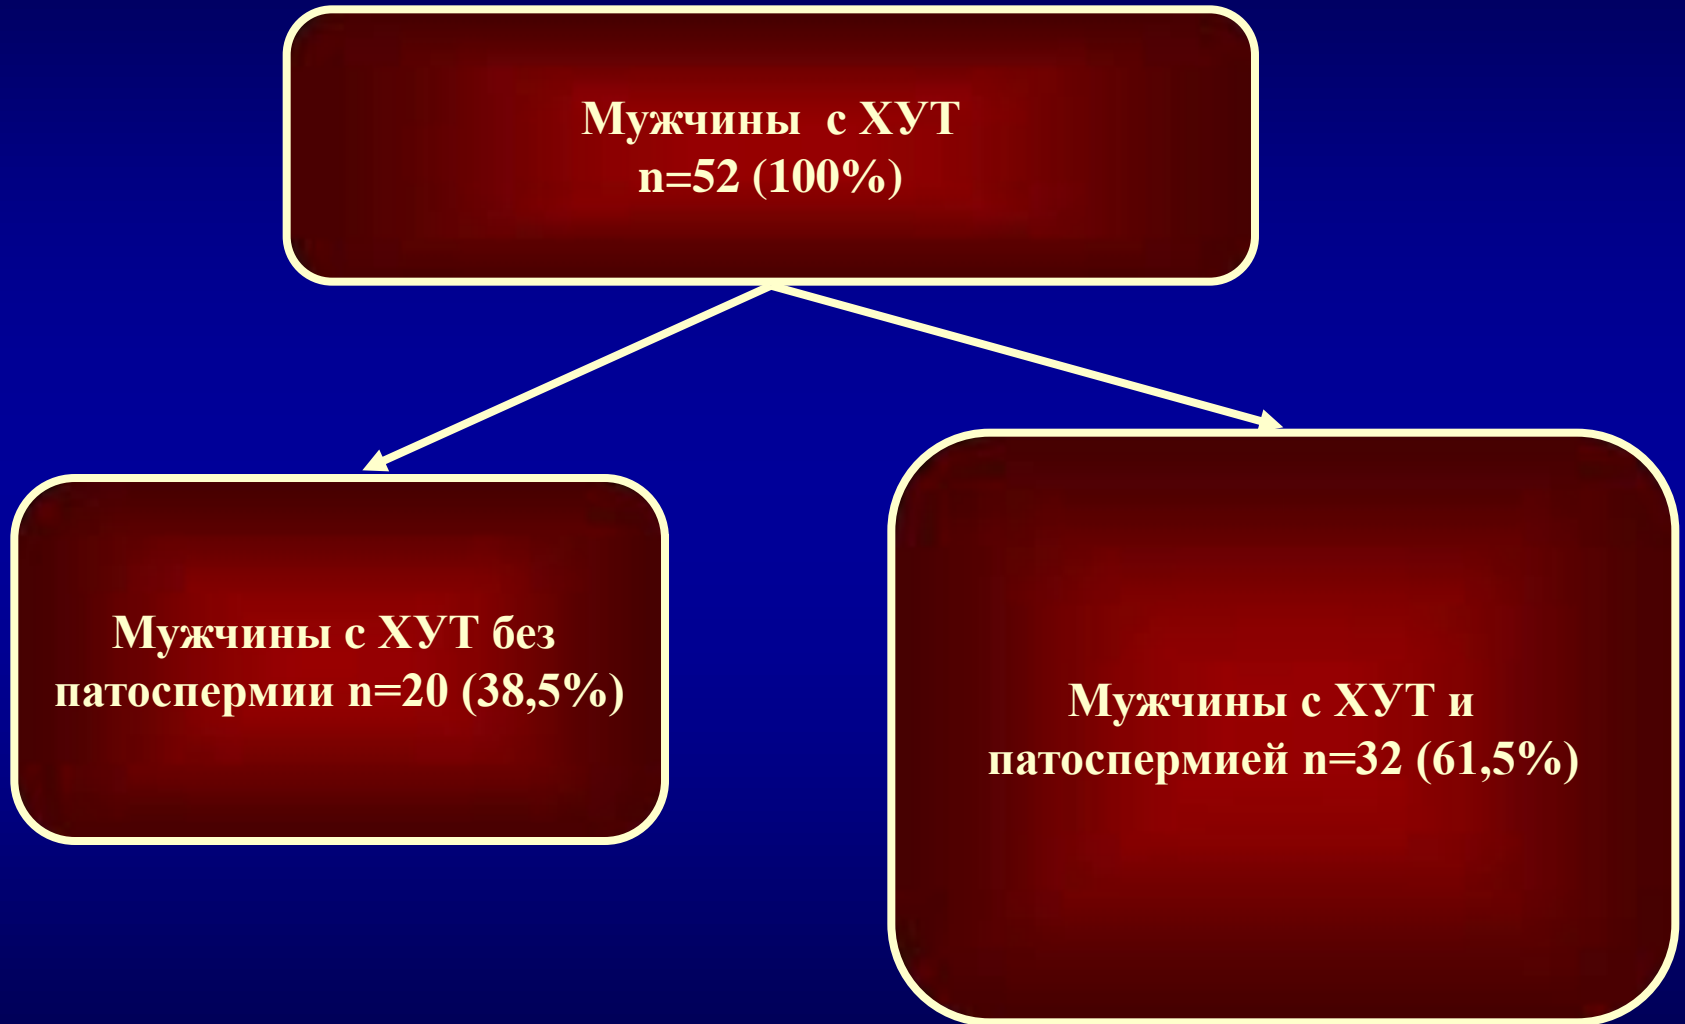 Мужчины с ХУТ
n=52 (100%)
Мужчины с ХУТ без
патоспермии n=20 (38,5%)
Мужчины с ХУТ и
патоспермией n=32 (61,5%)